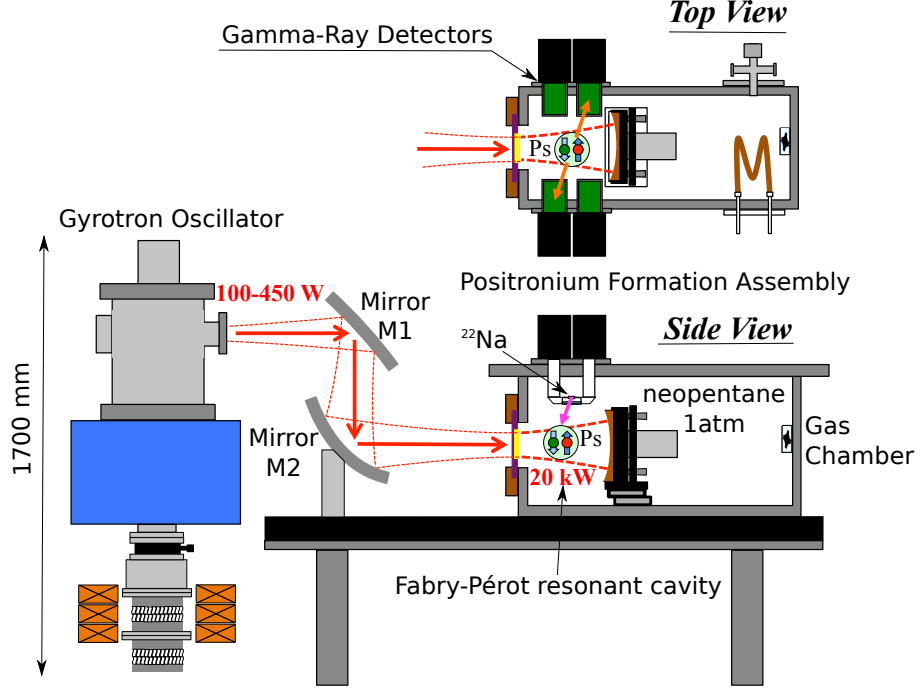 Top View
Gamma-Ray Detectors
Ps
Gyrotron Oscillator
Positronium Formation Assembly
100-450 W
Mirror
M1
Side View
²²Na
neopentane
1atm
1700 mm
Mirror
M2
Ps
Gas
Chamber
20 kW
Fabry-Pérot resonant cavity